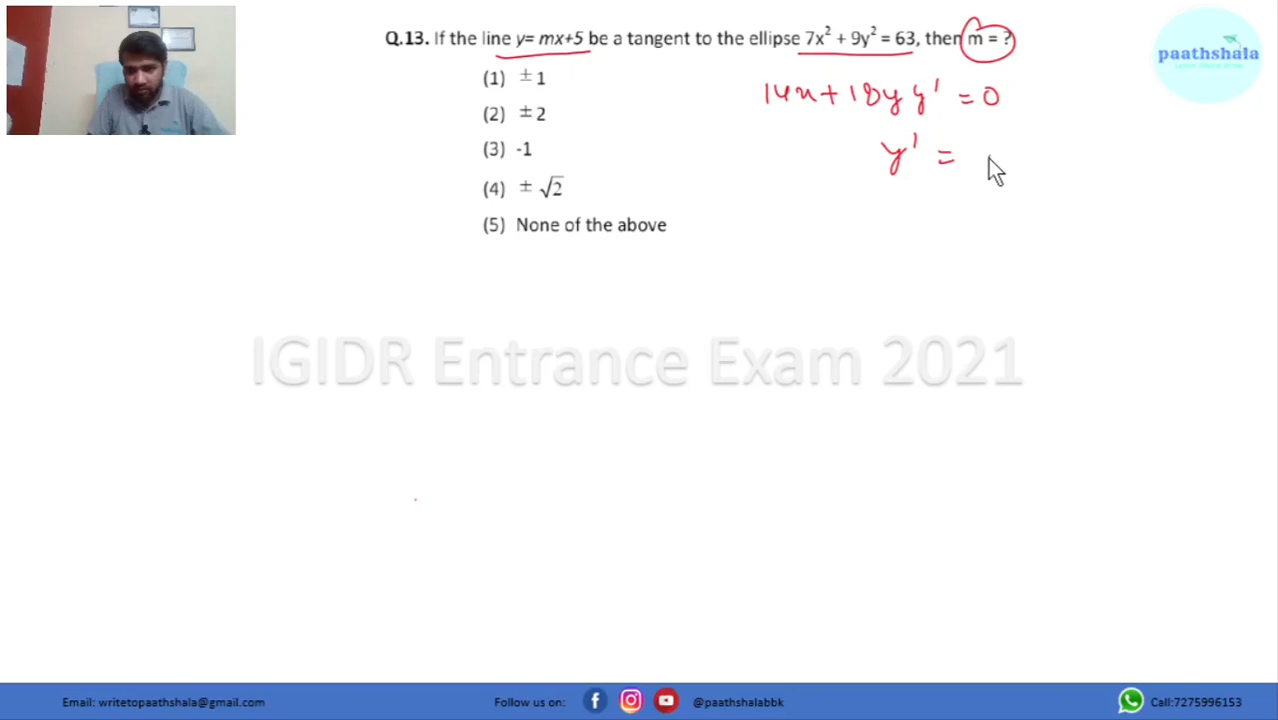 Q.13. If the line y= mx+5 be a tangent to the ellipse 7x² + 9y² = 63, then m = ?
(1) ± 1
(2) ± 2
(3) -1
(4) ± √2
(5) None of the above
14x + 18y y' = 0
y' =
paathshala
IGIDR Entrance Exam 2021
Email: writetopaathshala@gmail.com
Follow us on:
@paathshalabbk
Call:7275996153